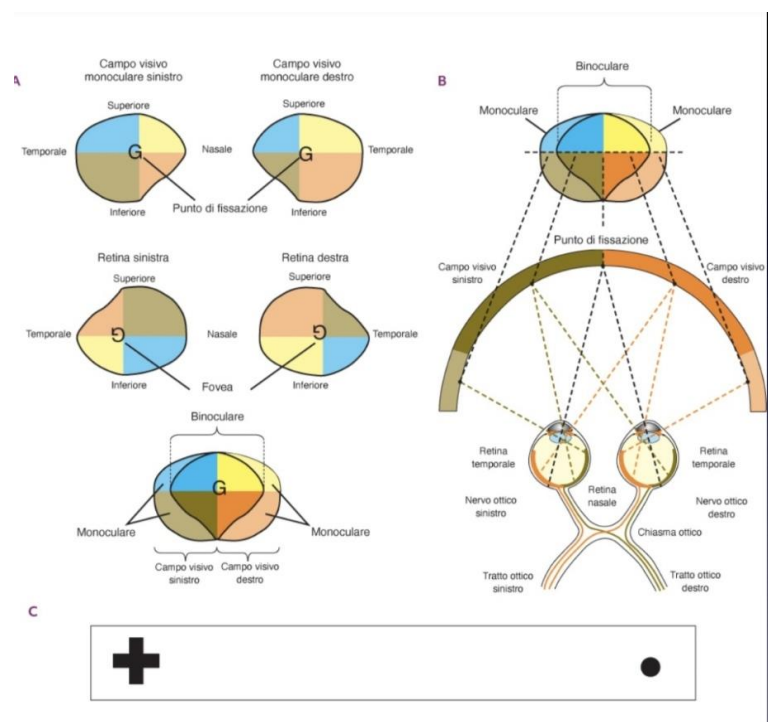 A
Campo visivo
monoculare sinistro
Campo visivo
monoculare destro
Superiore
Superiore
Temporale
G
Nasale
G
Temporale
Inferiore
Punto di fissazione
Inferiore
Retina sinistra
Retina destra
Superiore
Superiore
Temporale
G
Nasale
G
Temporale
Inferiore
Fovea
Inferiore
Binoculare
G
Monoculare
Monoculare
Campo visivo
sinistro
Campo visivo
destro
B
Binoculare
Monoculare
Monoculare
Punto di fissazione
Campo visivo
sinistro
Campo visivo
destro
Retina
temporale
Retina
temporale
Retina
nasale
Nervo ottico
sinistro
Nervo ottico
destro
Chiasma ottico
Tratto ottico
sinistro
Tratto ottico
destro
C